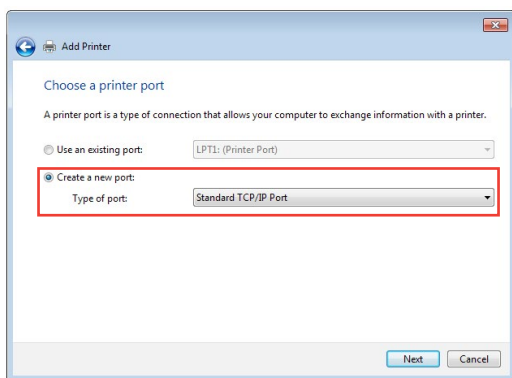 Add Printer
Choose a printer port
A printer port is a type of connection that allows your computer to exchange information with a printer.
Use an existing port: LPT1: (Printer Port)
Create a new port:
Type of port: Standard TCP/IP Port
Next Cancel